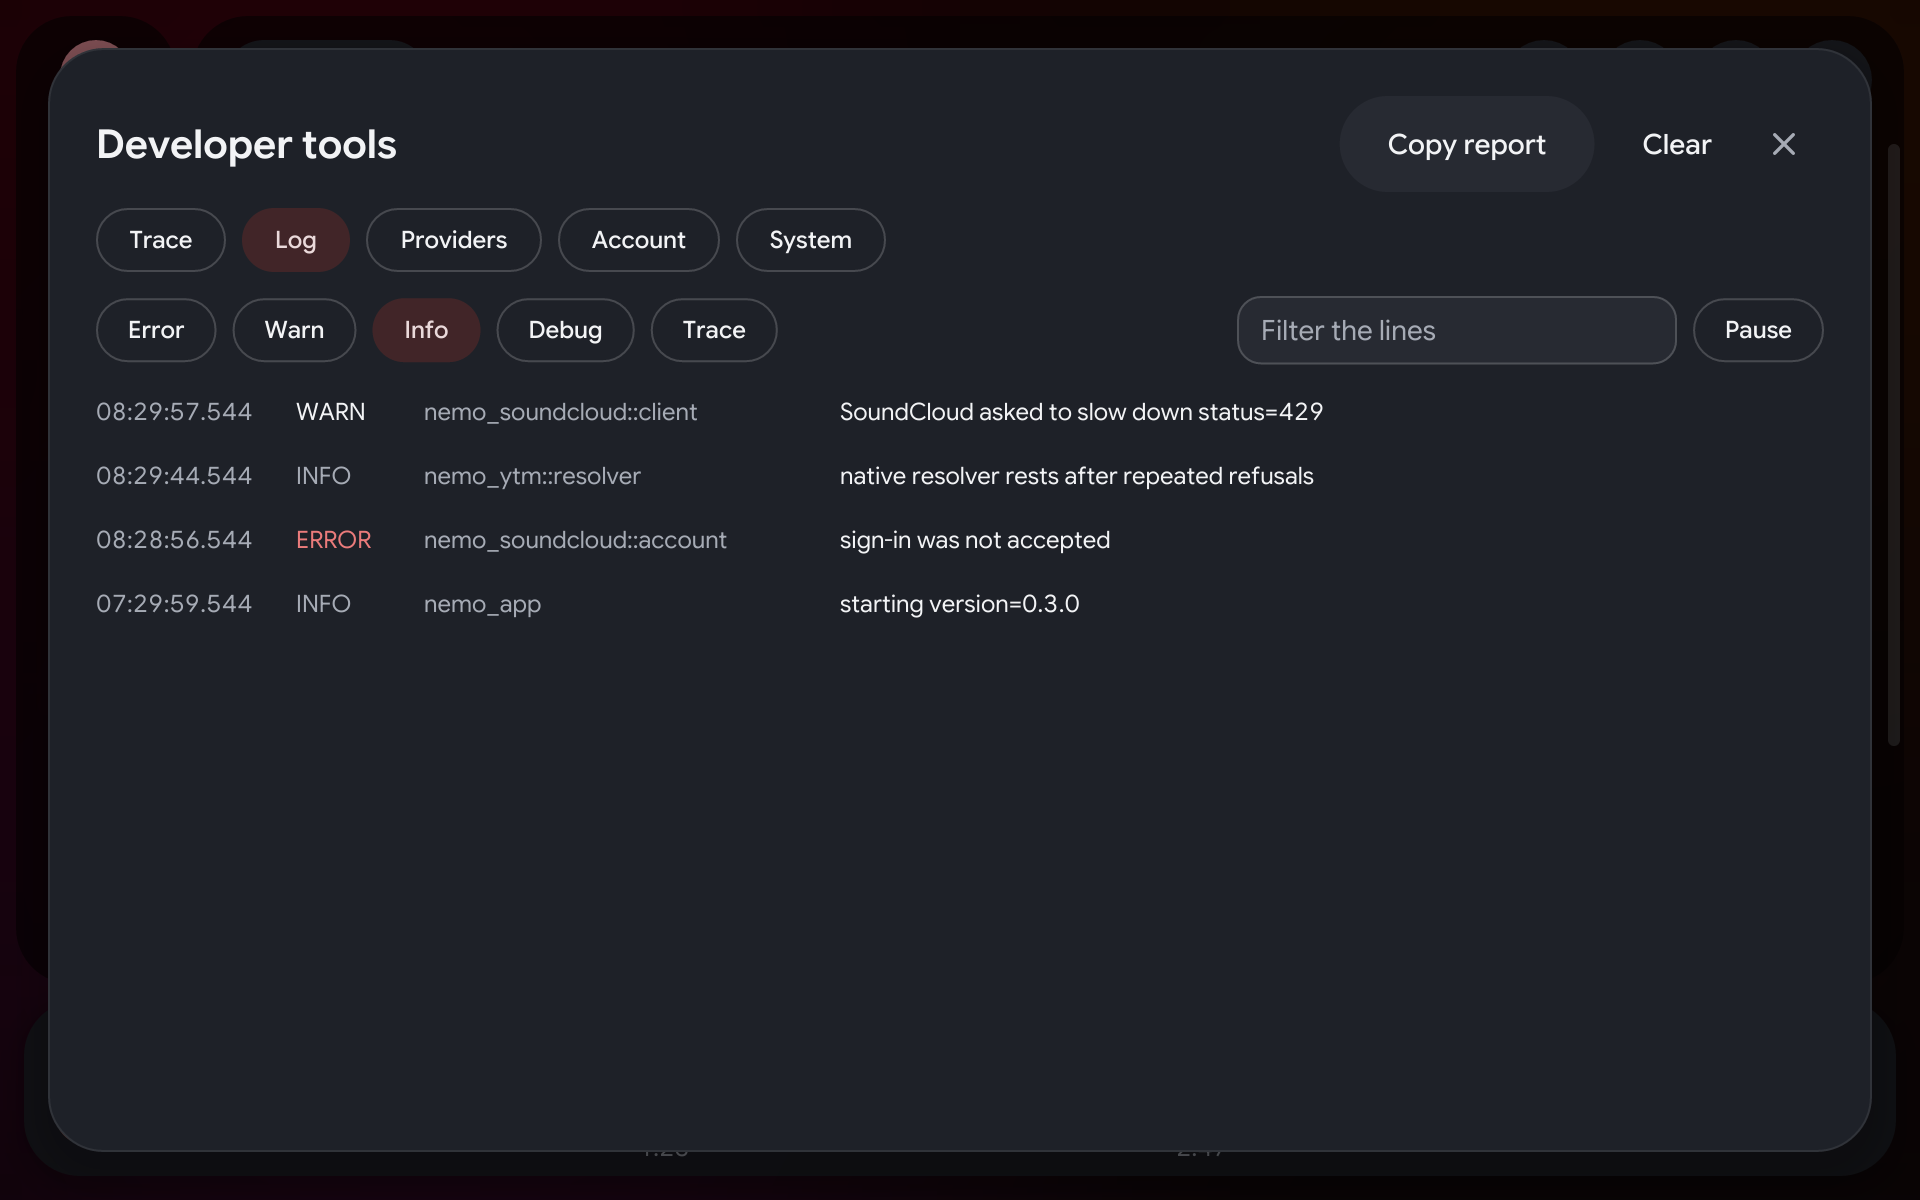 Developer tools
Copy report
Clear
Trace
Log
Providers
Account
System
Error
Warn
Info
Debug
Trace
Filter the lines
Pause
08:29:57.544 WARN nemo_soundcloud::client SoundCloud asked to slow down status=429
08:29:44.544 INFO nemo_ytm::resolver native resolver rests after repeated refusals
08:28:56.544 ERROR nemo_soundcloud::account sign-in was not accepted
07:29:59.544 INFO nemo_app starting version=0.3.0